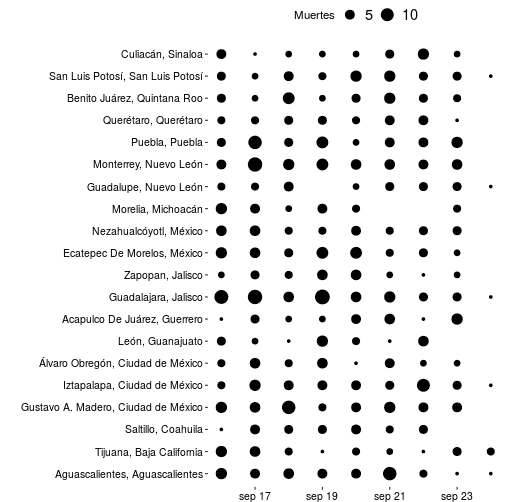 Muertes 5 10
Culiacán, Sinaloa
San Luis Potosí, San Luis Potosí
Benito Juárez, Quintana Roo
Querétaro, Querétaro
Puebla, Puebla
Monterrey, Nuevo León
Guadalupe, Nuevo León
Morelia, Michoacán
Nezahualcóyotl, México
Ecatepec De Morelos, México
Zapopan, Jalisco
Guadalajara, Jalisco
Acapulco De Juárez, Guerrero
León, Guanajuato
Álvaro Obregón, Ciudad de México
Iztapalapa, Ciudad de México
Gustavo A. Madero, Ciudad de México
Saltillo, Coahuila
Tijuana, Baja California
Aguascalientes, Aguascalientes
sep 17 sep 19 sep 21 sep 23